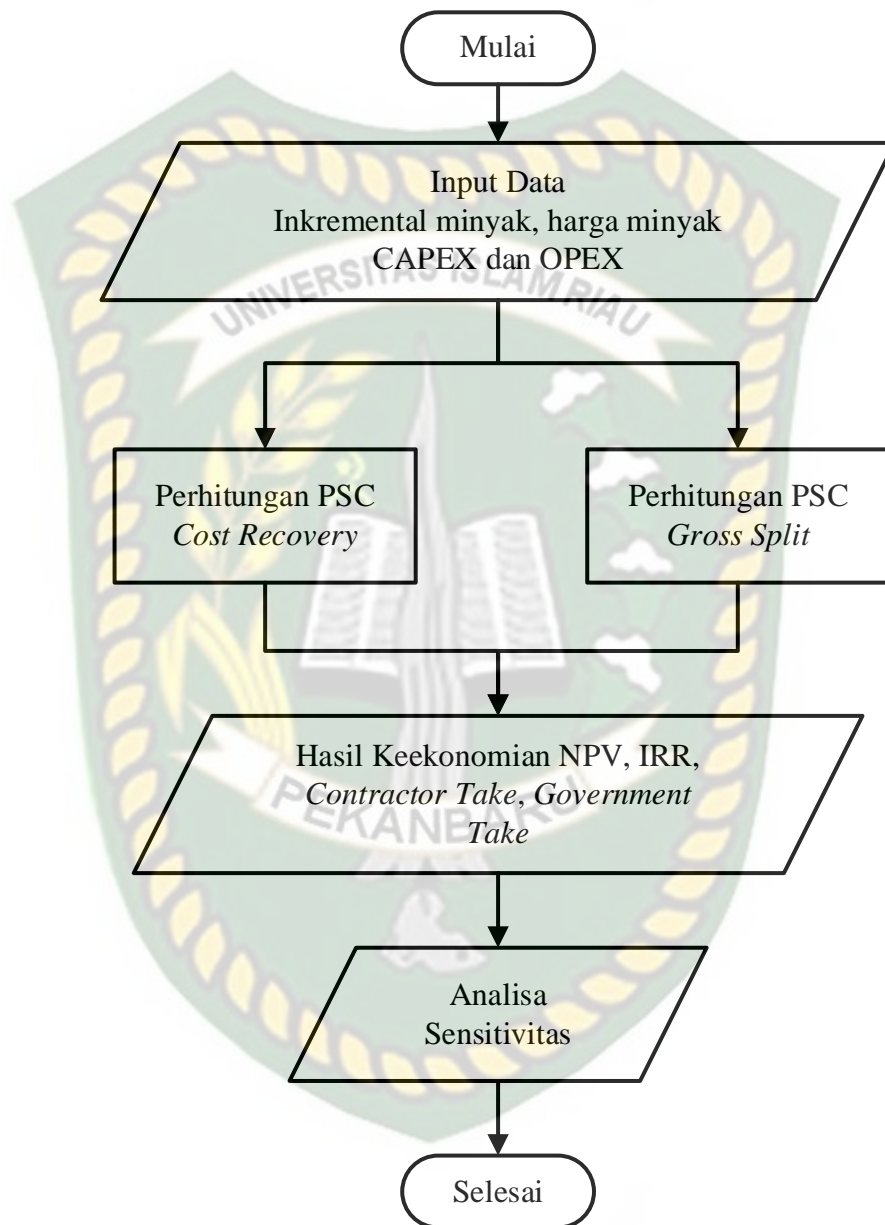 Mulai
Input Data
Inkremental minyak, harga minyak
CAPEX dan OPEX
UNIVERSITAS ISLAM RIAU
Perhitungan PSC
Cost Recovery
Perhitungan PSC
Gross Split
Hasil Keekonomian NPV, IRR,
Contractor Take, Government
Take
PEKANBARU
Analisa
Sensitivitas
Selesai